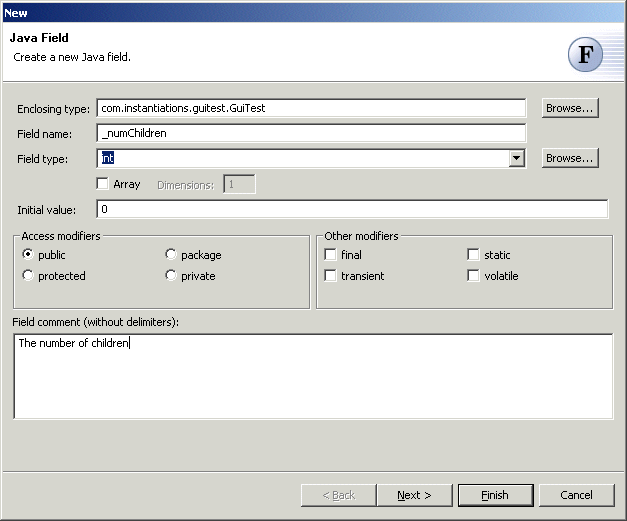 New
Java Field
Create a new Java field.
F
Enclosing type: com.instantiations.guitest.GuiTest Browse...
Field name: _numChildren
Field type: int Browse...
Array Dimensions: 1
Initial value: 0
Access modifiers Other modifiers
public package final static
protected private transient volatile
Field comment (without delimiters):
The number of children
< Back Next > Finish Cancel